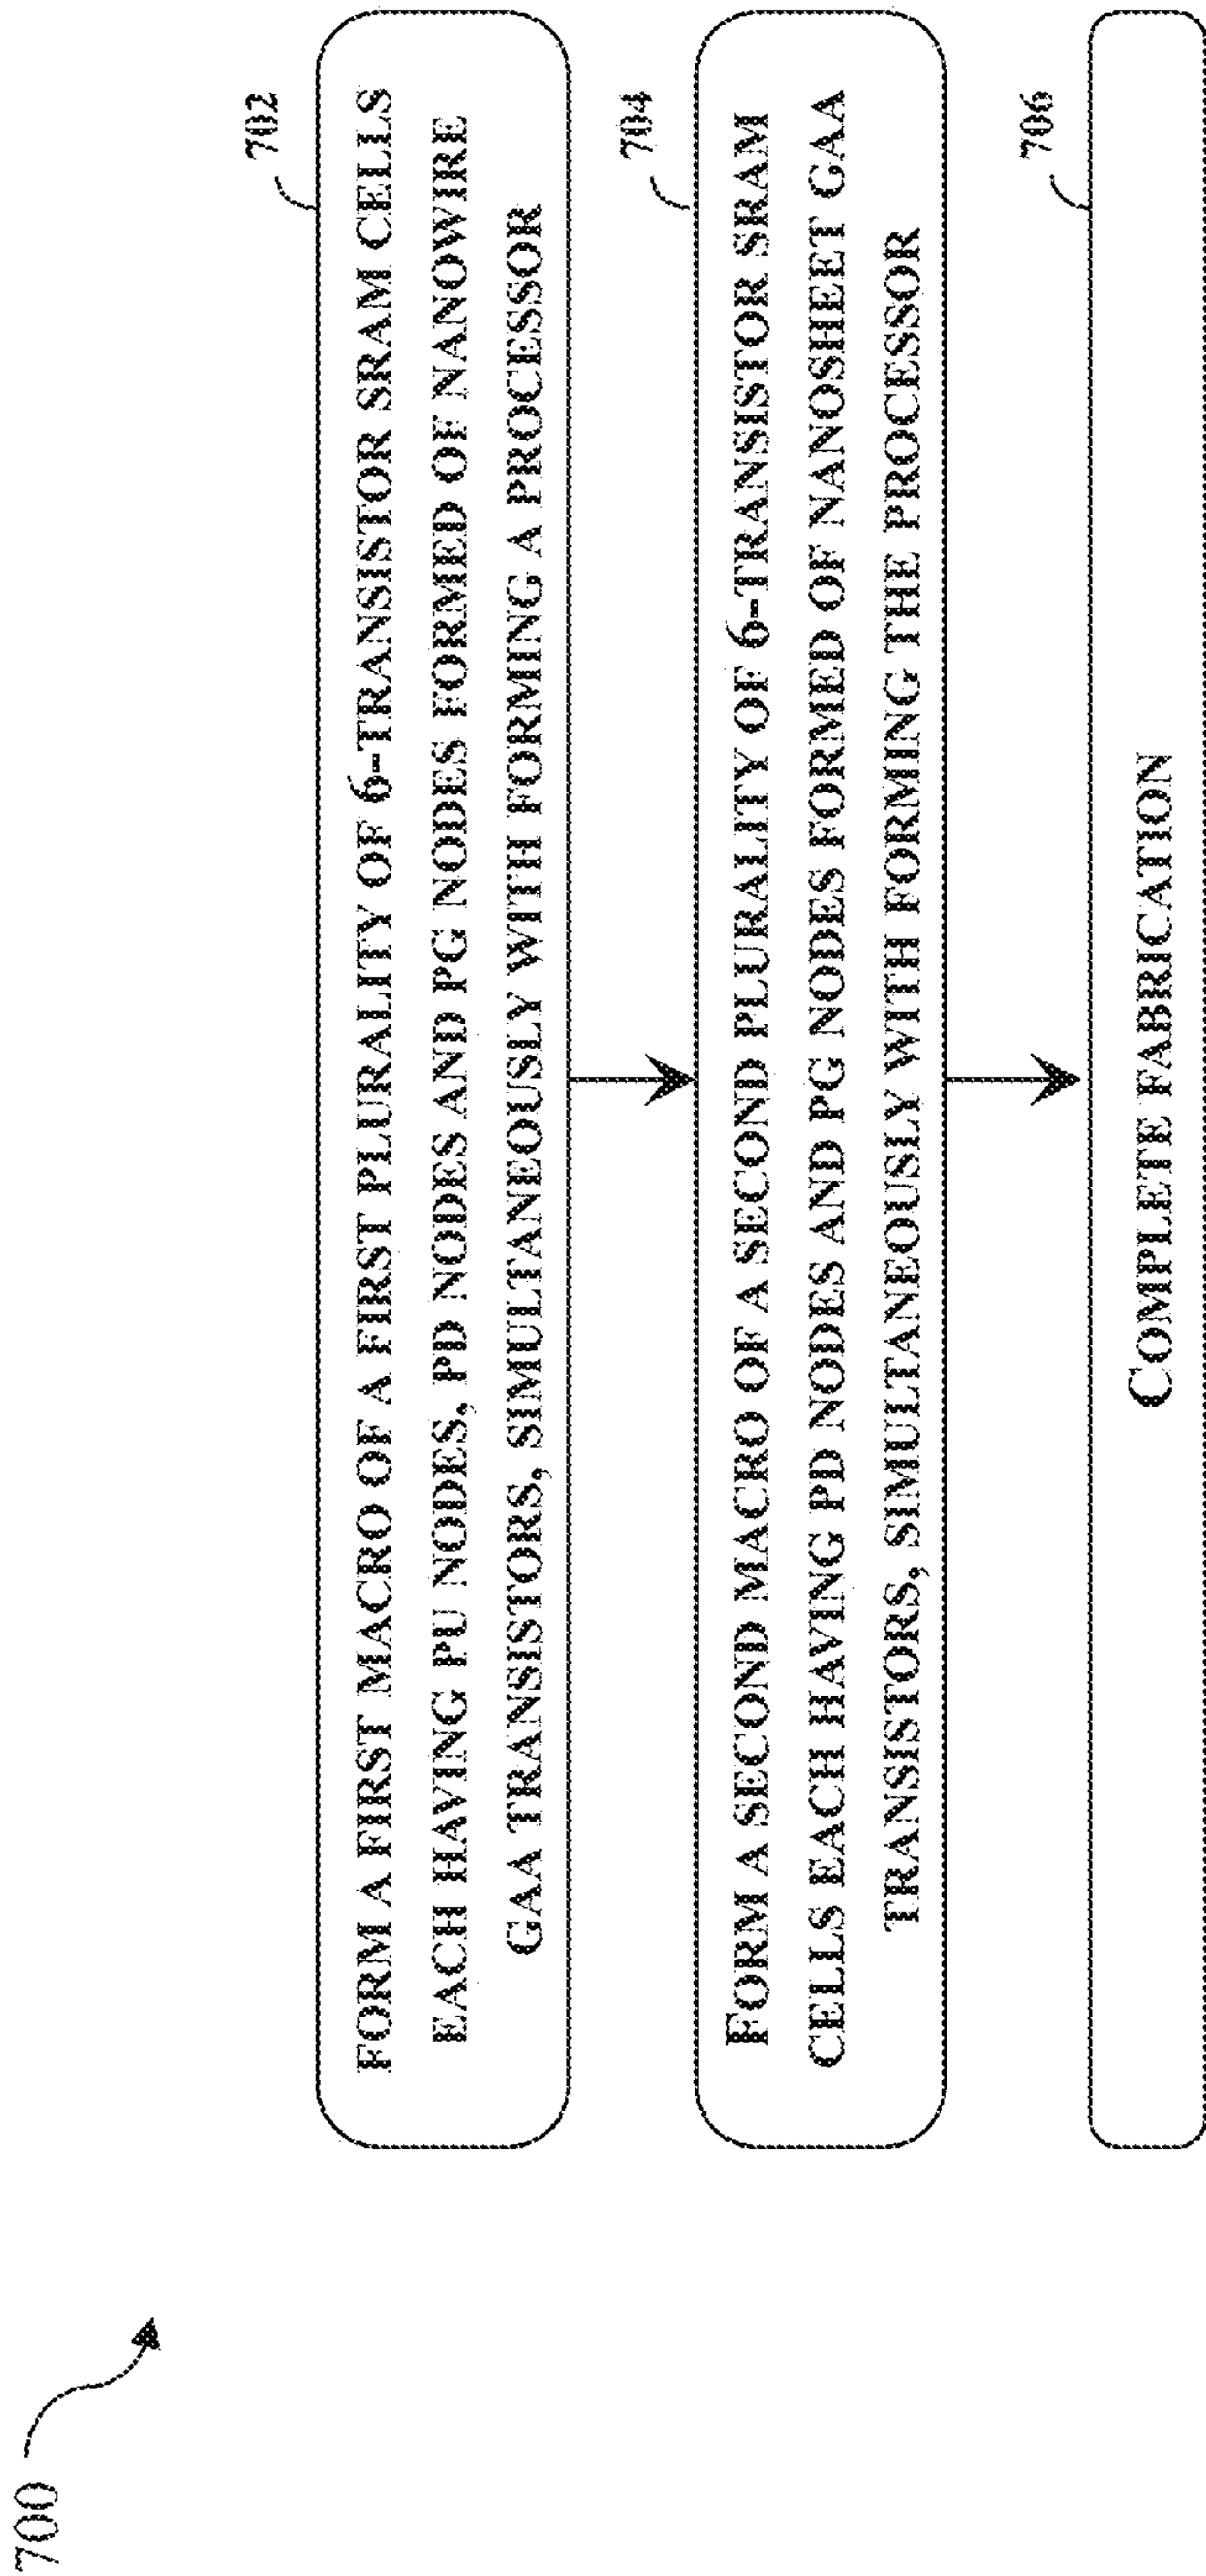 700
702
FORM A FIRST MACRO OF A FIRST PLURALITY OF 6-TRANSISTOR SRAM CELLS
EACH HAVING PU NODES, PD NODES AND PG NODES FORMED OF NANOWIRE
GAA TRANSISTORS, SIMULTANEOUSLY WITH FORMING A PROCESSOR
704
FORM A SECOND MACRO OF A SECOND PLURALITY OF 6-TRANSISTOR SRAM
CELLS EACH HAVING PD NODES AND PG NODES FORMED OF NANOSHEET GAA
TRANSISTORS, SIMULTANEOUSLY WITH FORMING THE PROCESSOR
706
COMPLETE FABRICATION